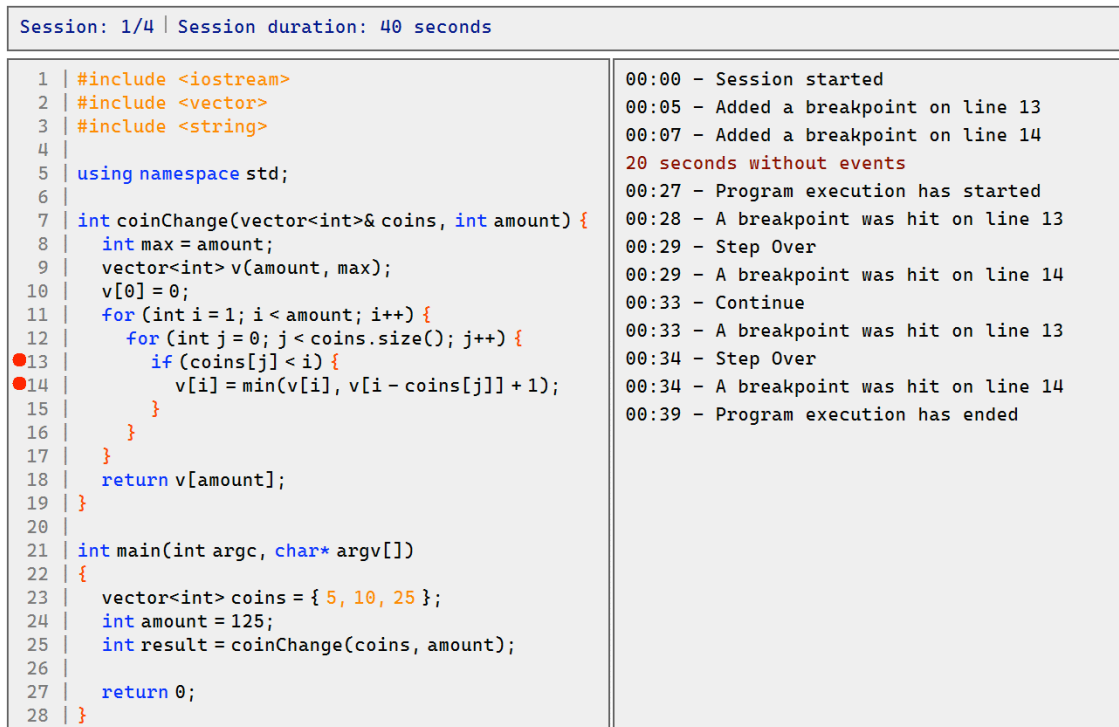 Session: 1/4 | Session duration: 40 seconds
1 | #include <iostream>
2 | #include <vector>
3 | #include <string>
4 |
5 | using namespace std;
6 |
7 | int coinChange(vector<int>& coins, int amount) {
8 | int max = amount;
9 | vector<int> v(amount, max);
10 | v[0] = 0;
11 | for (int i = 1; i < amount; i++) {
12 | for (int j = 0; j < coins.size(); j++) {
13 | if (coins[j] < i) {
14 | v[i] = min(v[i], v[i - coins[j]] + 1);
15 | }
16 | }
17 | }
18 | return v[amount];
19 | }
20 |
21 | int main(int argc, char* argv[])
22 | {
23 | vector<int> coins = { 5, 10, 25 };
24 | int amount = 125;
25 | int result = coinChange(coins, amount);
26 |
27 | return 0;
28 | }
00:00 – Session started
00:05 – Added a breakpoint on line 13
00:07 – Added a breakpoint on line 14
20 seconds without events
00:27 – Program execution has started
00:28 – A breakpoint was hit on line 13
00:29 – Step Over
00:29 – A breakpoint was hit on line 14
00:33 – Continue
00:33 – A breakpoint was hit on line 13
00:34 – Step Over
00:34 – A breakpoint was hit on line 14
00:39 – Program execution has ended